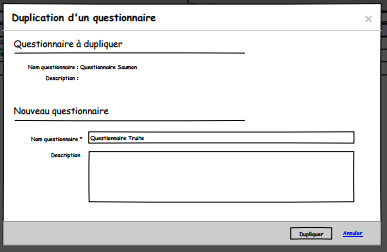 Duplication d'un questionnaire
×
Questionnaire à dupliquer
Nom questionnaire : Questionnaire Saumon
Description :
Nouveau questionnaire
Nom questionnaire * Questionnaire Truite
Description
Dupliquer Annuler